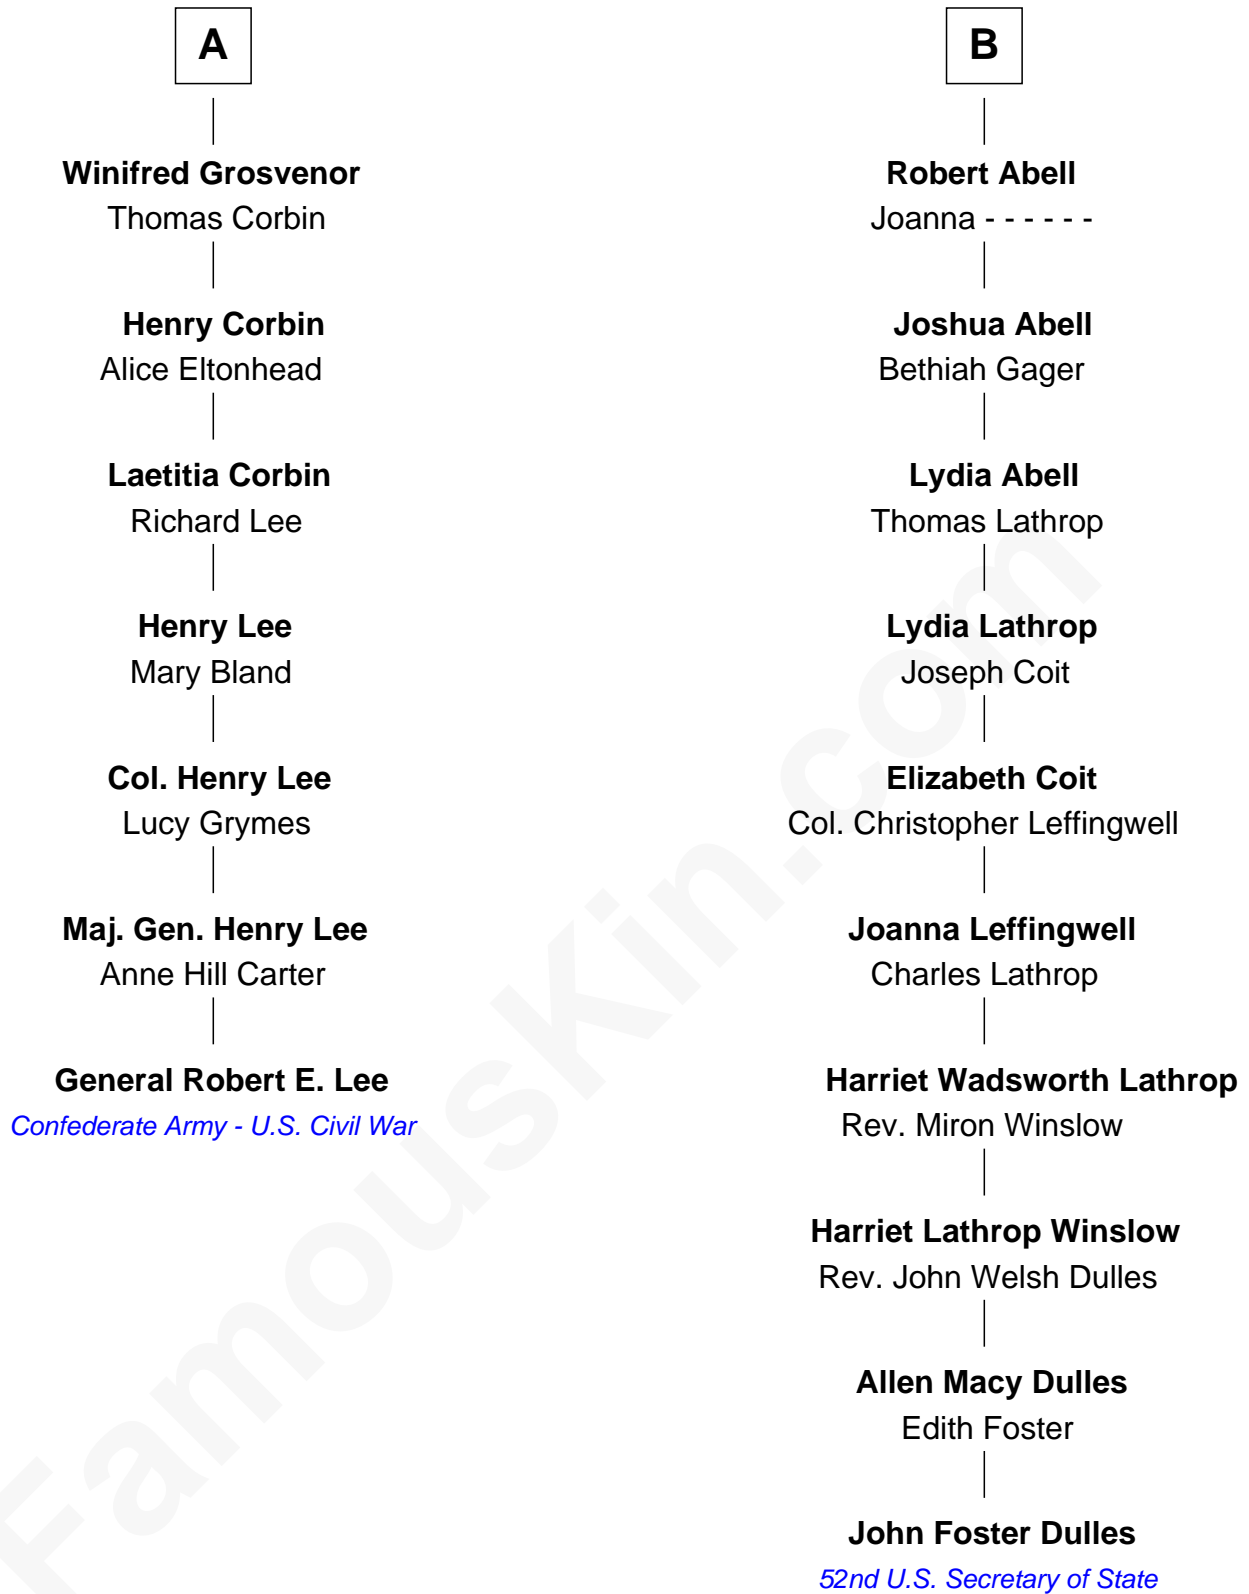 A
Winifred Grosvenor
Thomas Corbin
Henry Corbin
Alice Eltonhead
Laetitia Corbin
Richard Lee
Henry Lee
Mary Bland
Col. Henry Lee
Lucy Grymes
Maj. Gen. Henry Lee
Anne Hill Carter
General Robert E. Lee
Confederate Army - U.S. Civil War
B
Robert Abell
Joanna - - - - - -
Joshua Abell
Bethiah Gager
Lydia Abell
Thomas Lathrop
Lydia Lathrop
Joseph Coit
Elizabeth Coit
Col. Christopher Leffingwell
Joanna Leffingwell
Charles Lathrop
Harriet Wadsworth Lathrop
Rev. Miron Winslow
Harriet Lathrop Winslow
Rev. John Welsh Dulles
Allen Macy Dulles
Edith Foster
John Foster Dulles
52nd U.S. Secretary of State
FamousKin.com